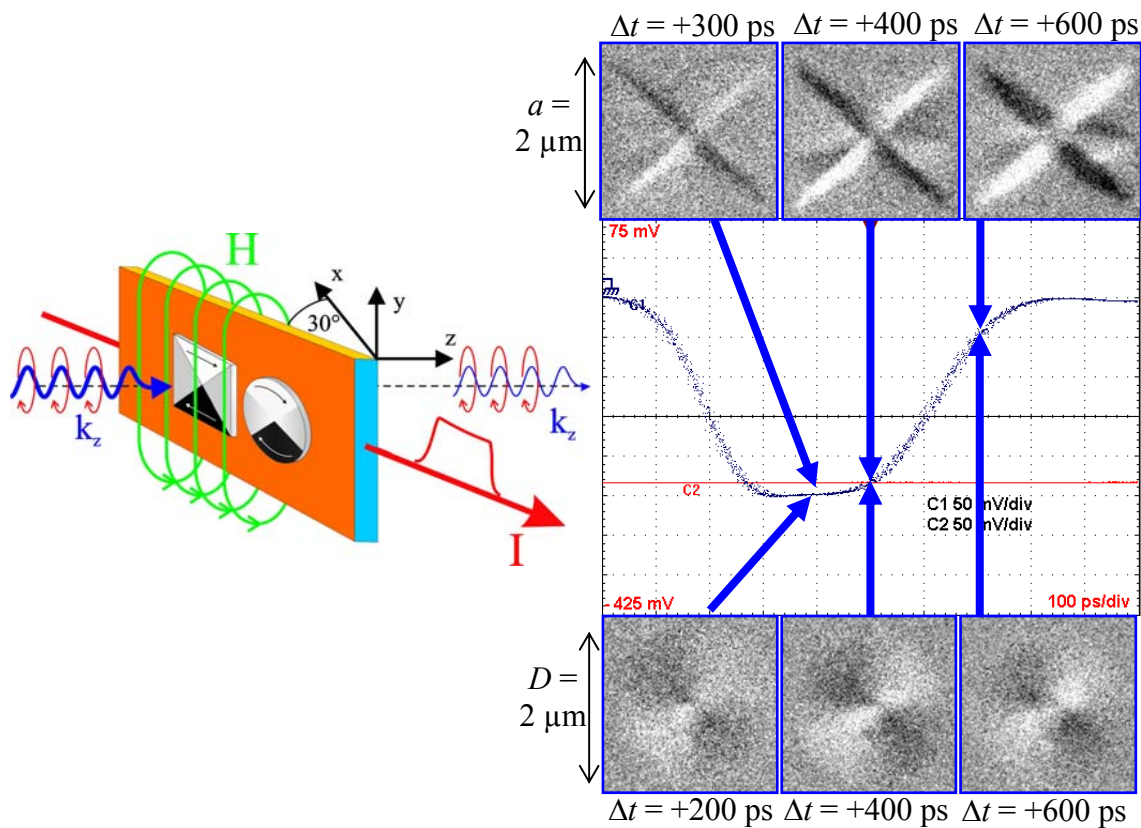 Δt = +300 ps Δt = +400 ps Δt = +600 ps
a =
2 µm
75 mV
C1
H
x
y
30°
z
k_z
k_z
I
C2
C1 50 mV/div
C2 50 mV/div
-425 mV
100 ps/div
D =
2 µm
Δt = +200 ps Δt = +400 ps Δt = +600 ps